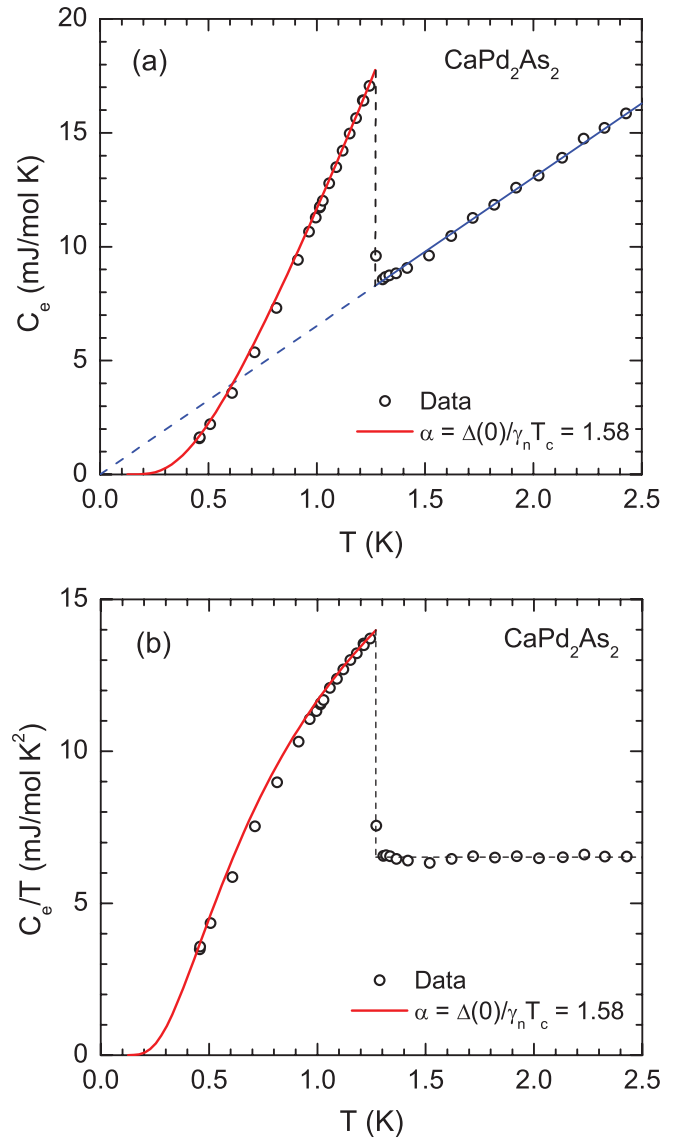 20
(a)
CaPd₂As₂
15
10
5
0
Cₑ (mJ/mol K)
Data
α = Δ(0)/γₙT꜀ = 1.58
0.0 0.5 1.0 1.5 2.0 2.5
T (K)
15
(b)
CaPd₂As₂
10
5
0
Cₑ/T (mJ/mol K²)
Data
α = Δ(0)/γₙT꜀ = 1.58
0.0 0.5 1.0 1.5 2.0 2.5
T (K)